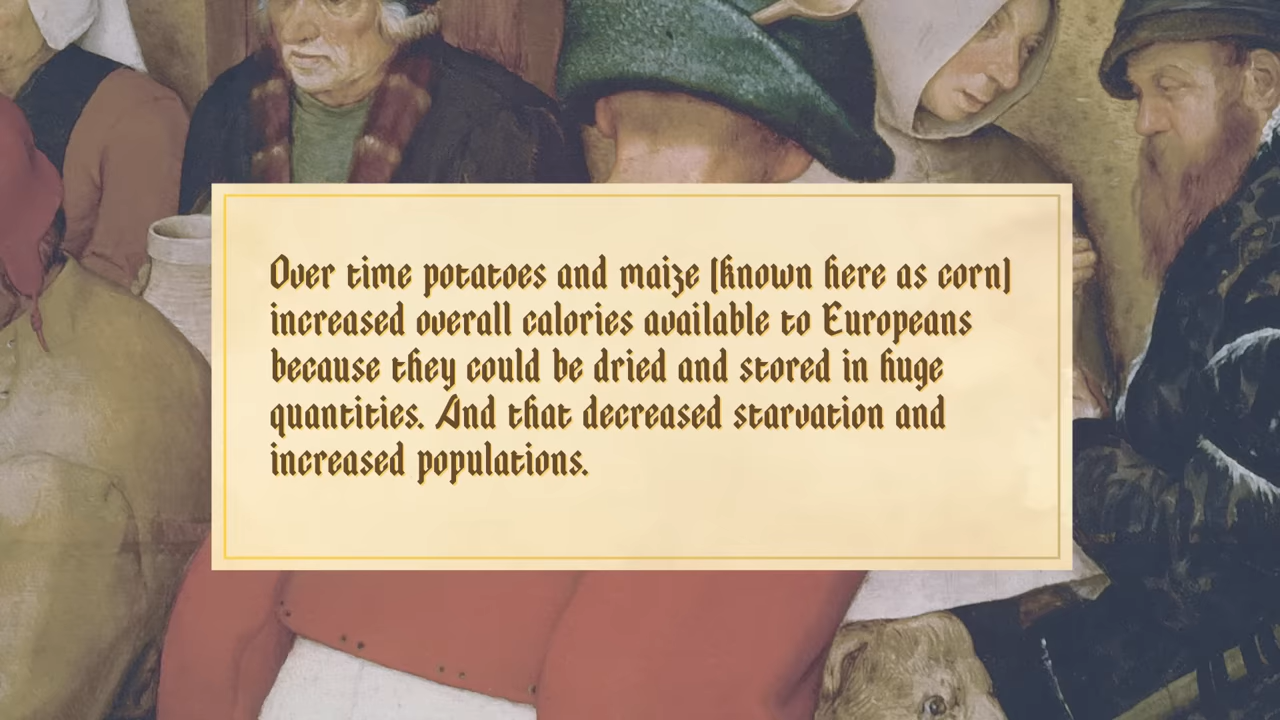 Over time potatoes and maize (known here as corn)
increased overall calories available to Europeans
because they could be dried and stored in huge
quantities. And that decreased starvation and
increased populations.